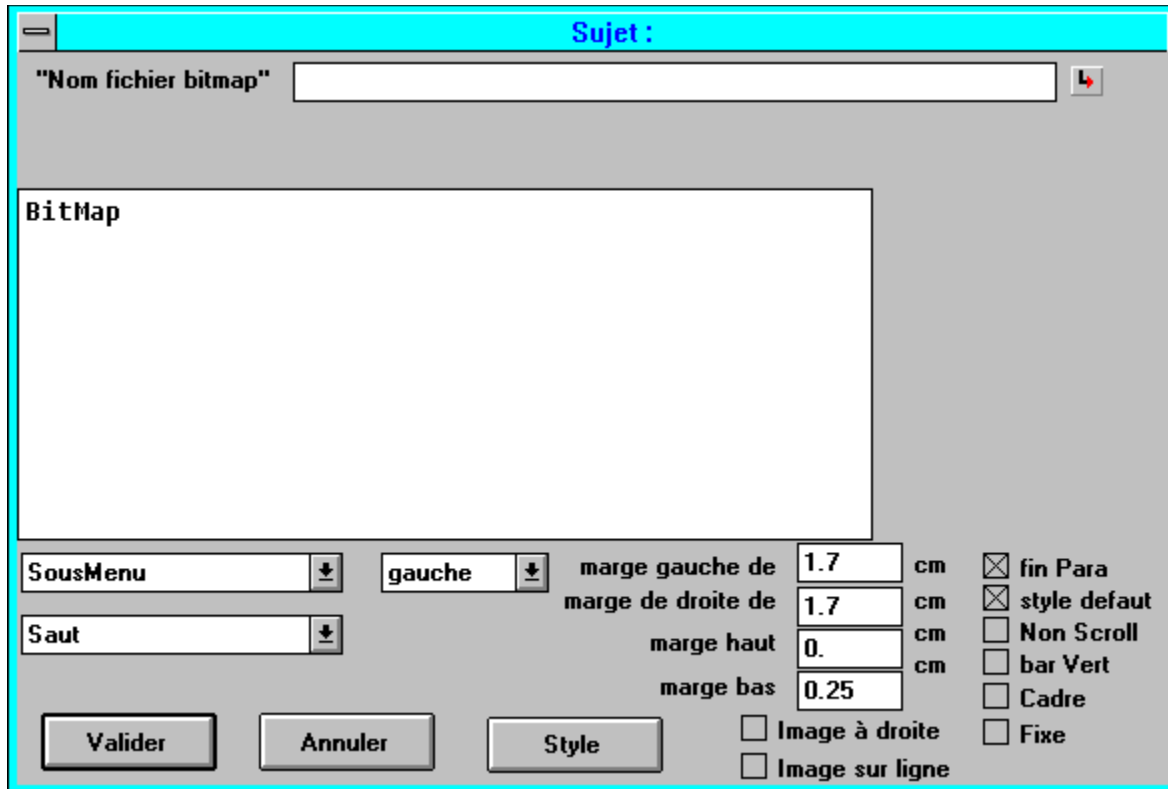 Sujet :
"Nom fichier bitmap"
BitMap
SousMenu gauche marge gauche de 1.7 cm fin Para
marge de droite de 1.7 cm style defaut
Saut marge haut 0. cm Non Scroll
cm bar Vert
marge bas 0.25 Cadre
Valider Annuler Style Image à droite Fixe
Image sur ligne